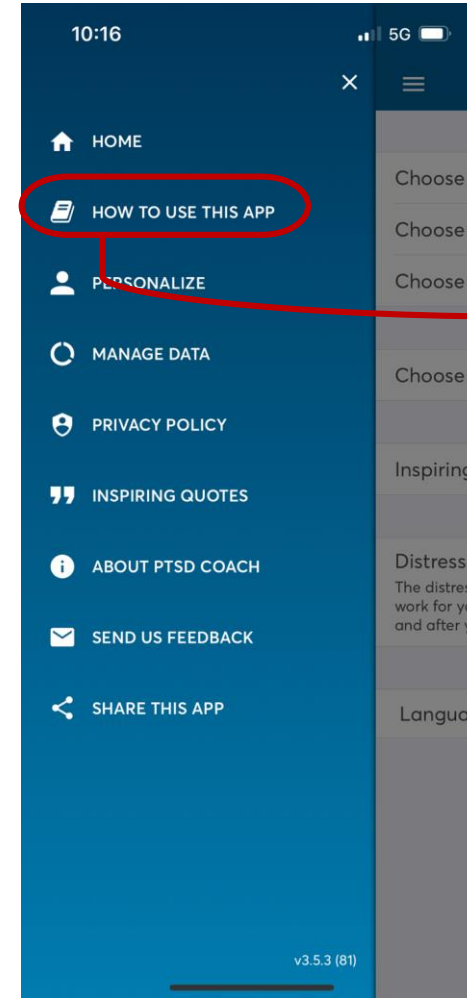 10:16
5G
HOME
HOW TO USE THIS APP
PERSONALIZE
MANAGE DATA
PRIVACY POLICY
INSPIRING QUOTES
ABOUT PTSD COACH
SEND US FEEDBACK
SHARE THIS APP
v3.5.3 (81)
Choose
Choose
Choose
Choose
Inspiring
Distress
The distres
work for yo
and after y
Langua